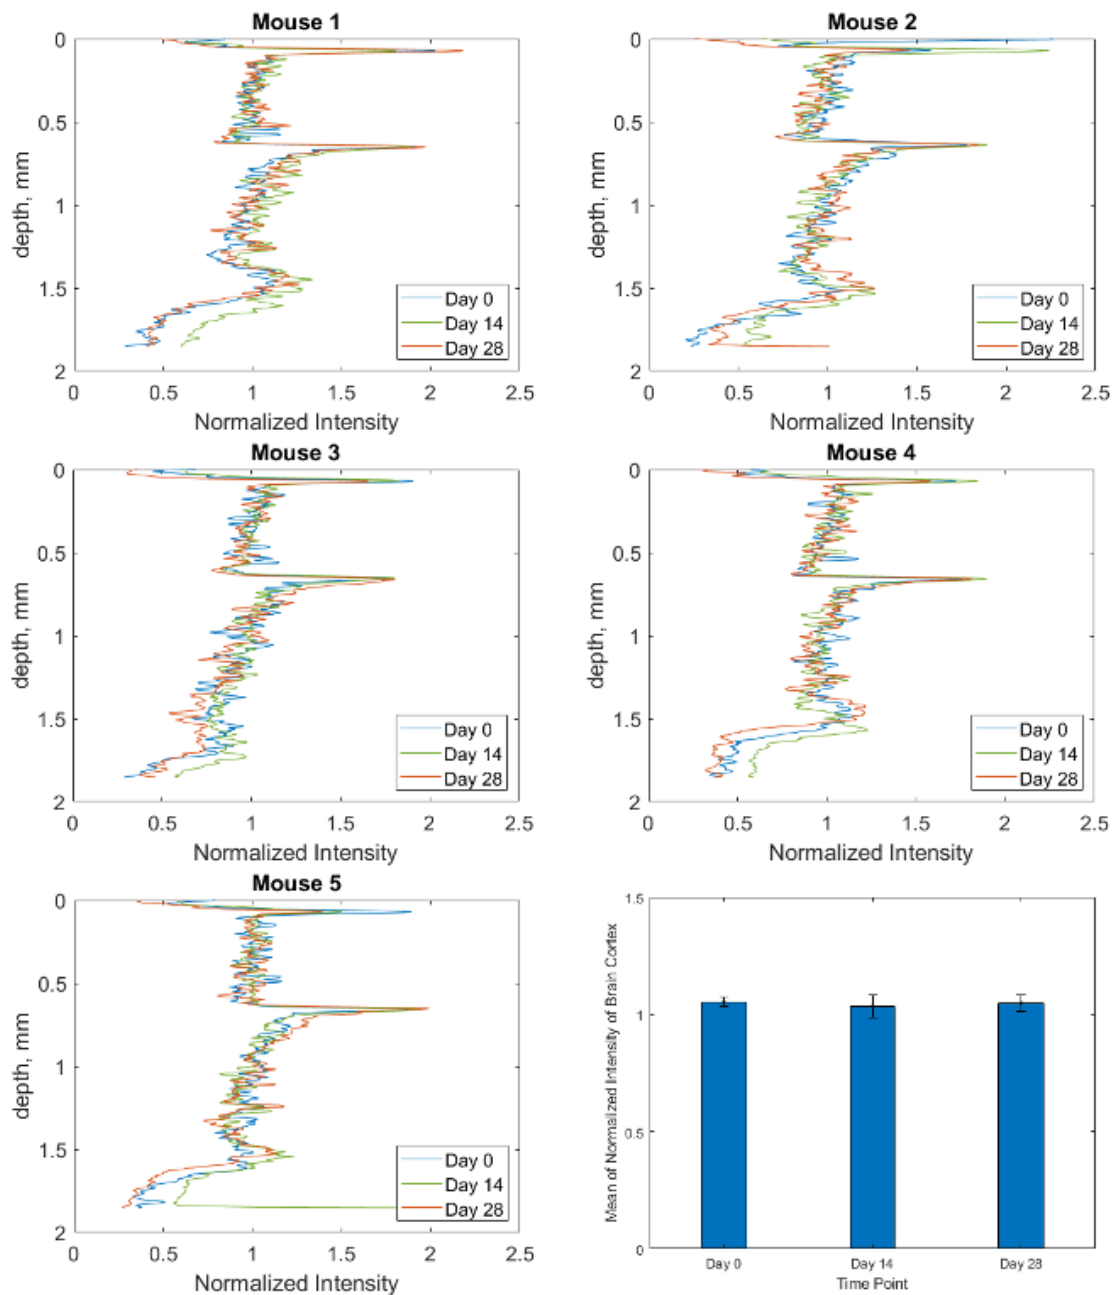 Mouse 1
0
0.5
1
1.5
2
depth, mm
0 0.5 1 1.5 2 2.5
Normalized Intensity
Day 0
Day 14
Day 28
Mouse 2
0
0.5
1
1.5
2
depth, mm
0 0.5 1 1.5 2 2.5
Normalized Intensity
Day 0
Day 14
Day 28
Mouse 3
0
0.5
1
1.5
2
depth, mm
0 0.5 1 1.5 2 2.5
Normalized Intensity
Day 0
Day 14
Day 28
Mouse 4
0
0.5
1
1.5
2
depth, mm
0 0.5 1 1.5 2 2.5
Normalized Intensity
Day 0
Day 14
Day 28
Mouse 5
0
0.5
1
1.5
2
depth, mm
0 0.5 1 1.5 2 2.5
Normalized Intensity
Day 0
Day 14
Day 28
1.5
1
0.5
0
Mean of Normalized Intensity of Brain Cortex
Day 0 Day 14 Day 28
Time Point